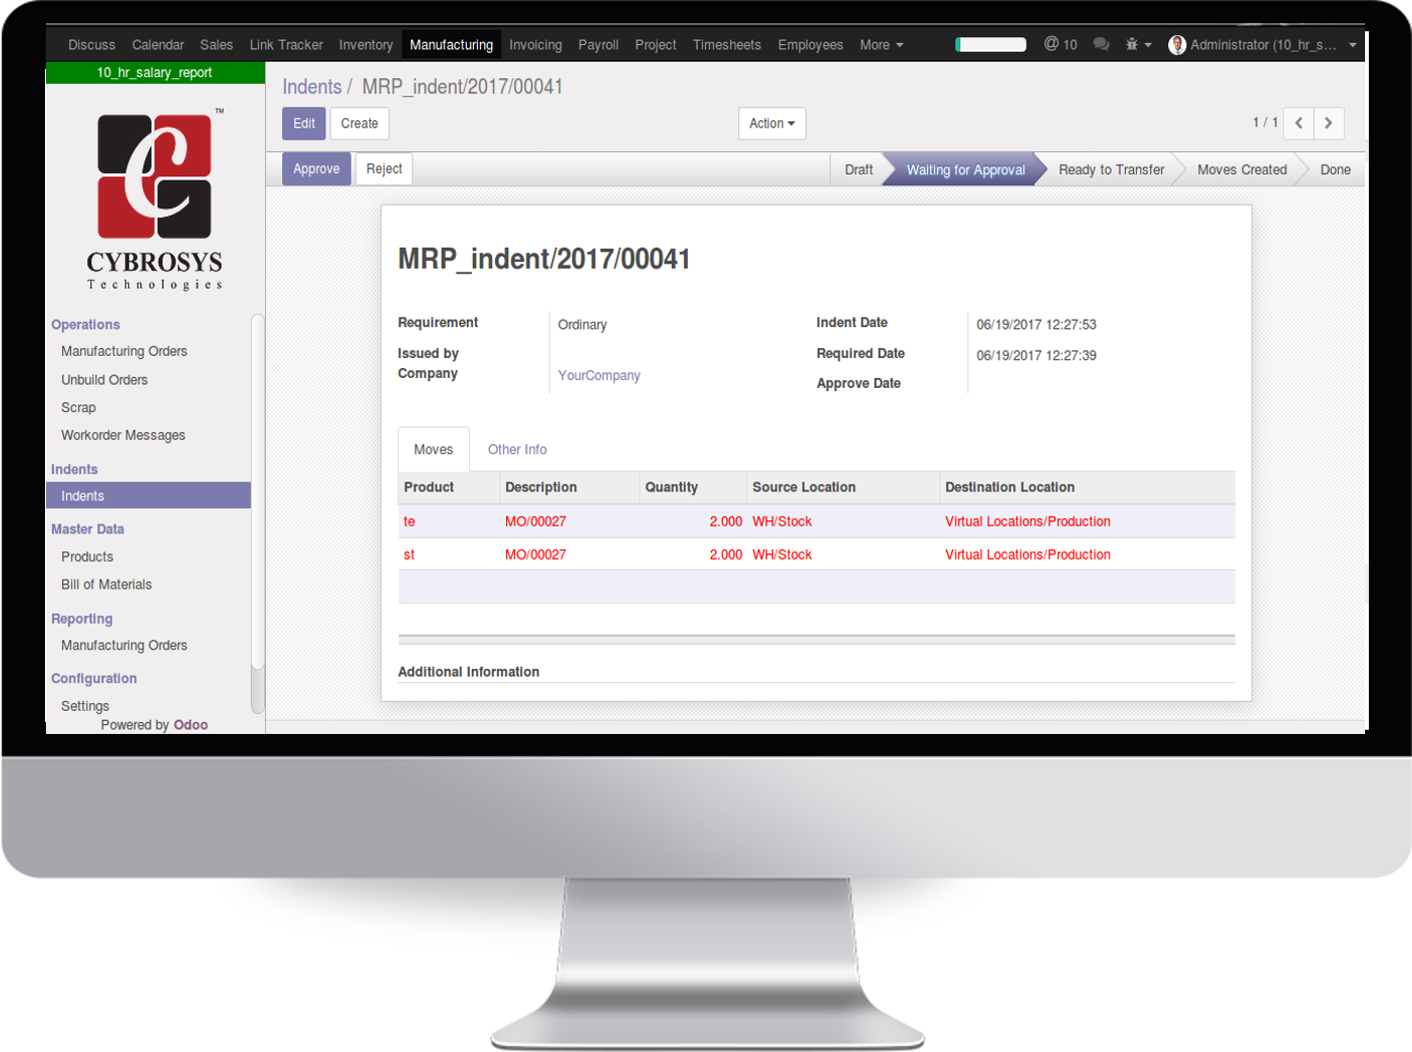 Discuss Calendar Sales Link Tracker Inventory Manufacturing Invoicing Payroll Project Timesheets Employees More @ 10 Administrator (10_hr_s...
10_hr_salary_report
Indents / MRP_indent/2017/00041
Edit Create Action 1 / 1
Approve Reject Draft Waiting for Approval Ready to Transfer Moves Created Done
C
™
CYBROSYS
Technologies
Operations
Manufacturing Orders
Unbuild Orders
Scrap
Workorder Messages
Indents
Indents
Master Data
Products
Bill of Materials
Reporting
Manufacturing Orders
Configuration
Settings
Powered by Odoo
MRP_indent/2017/00041
Requirement Ordinary Indent Date 06/19/2017 12:27:53
Issued by Required Date 06/19/2017 12:27:39
Company YourCompany Approve Date
Moves Other Info
Product Description Quantity Source Location Destination Location
te MO/00027 2.000 WH/Stock Virtual Locations/Production
st MO/00027 2.000 WH/Stock Virtual Locations/Production
Additional Information